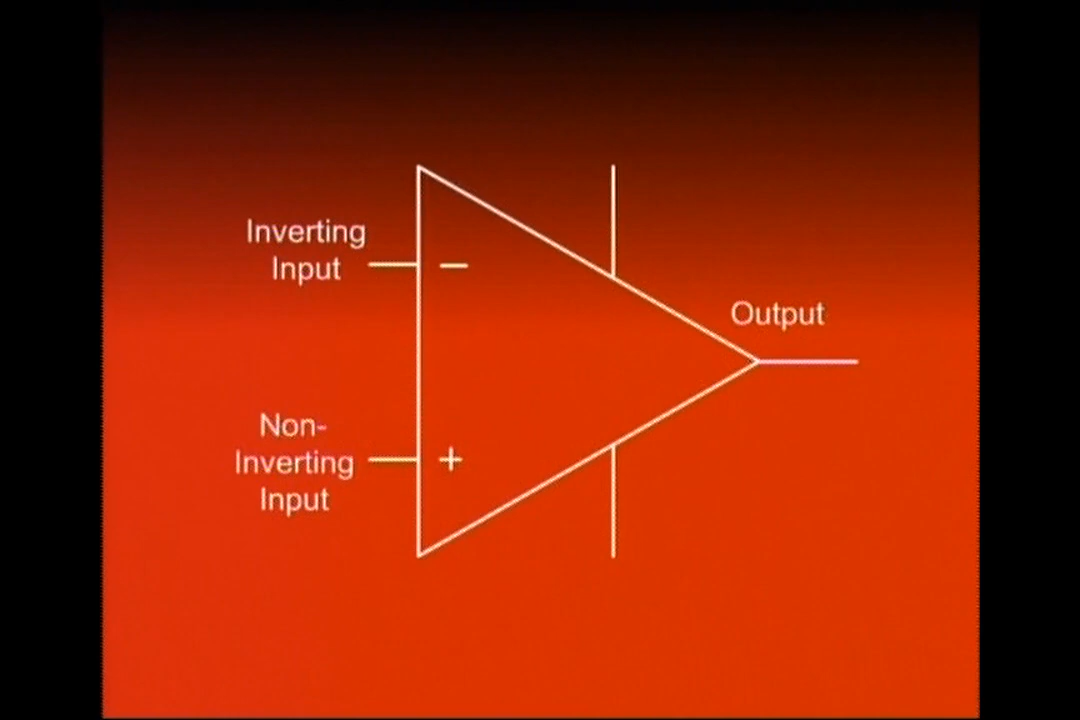 Inverting
Input
−
Output
Non-
Inverting
Input
+